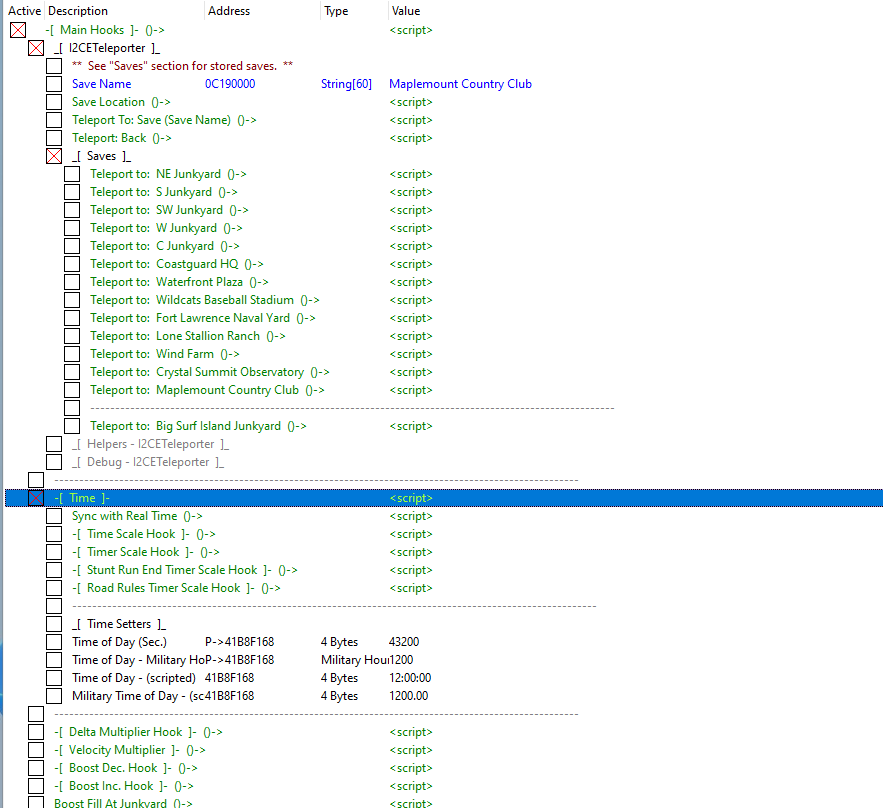 Active Description Address Type Value
-[ Main Hooks ]- ()-> <script>
_[ I2CETeleporter ]_
** See "Saves" section for stored saves. **
Save Name 0C190000 String[60] Maplemount Country Club
Save Location ()-> <script>
Teleport To: Save (Save Name) ()-> <script>
Teleport: Back ()-> <script>
_[ Saves ]_
Teleport to: NE Junkyard ()-> <script>
Teleport to: S Junkyard ()-> <script>
Teleport to: SW Junkyard ()-> <script>
Teleport to: W Junkyard ()-> <script>
Teleport to: C Junkyard ()-> <script>
Teleport to: Coastguard HQ ()-> <script>
Teleport to: Waterfront Plaza ()-> <script>
Teleport to: Wildcats Baseball Stadium ()-> <script>
Teleport to: Fort Lawrence Naval Yard ()-> <script>
Teleport to: Lone Stallion Ranch ()-> <script>
Teleport to: Wind Farm ()-> <script>
Teleport to: Crystal Summit Observatory ()-> <script>
Teleport to: Maplemount Country Club ()-> <script>
Teleport to: Big Surf Island Junkyard ()-> <script>
_[ Helpers - I2CETeleporter ]_
_[ Debug - I2CETeleporter ]_
-[ Time ]- <script>
Sync with Real Time ()-> <script>
-[ Time Scale Hook ]- ()-> <script>
-[ Timer Scale Hook ]- ()-> <script>
-[ Stunt Run End Timer Scale Hook ]- ()-> <script>
-[ Road Rules Timer Scale Hook ]- ()-> <script>
_[ Time Setters ]_
Time of Day (Sec.) P->41B8F168 4 Bytes 43200
Time of Day - Military Ho P->41B8F168 Military Hour 1200
Time of Day - (scripted) 41B8F168 4 Bytes 12:00:00
Military Time of Day - (sc 41B8F168 4 Bytes 1200.00
-[ Delta Multiplier Hook ]- ()-> <script>
-[ Velocity Multiplier ]- ()-> <script>
-[ Boost Dec. Hook ]- ()-> <script>
-[ Boost Inc. Hook ]- ()-> <script>
Boost Fill At Junkyard ()-> <script>